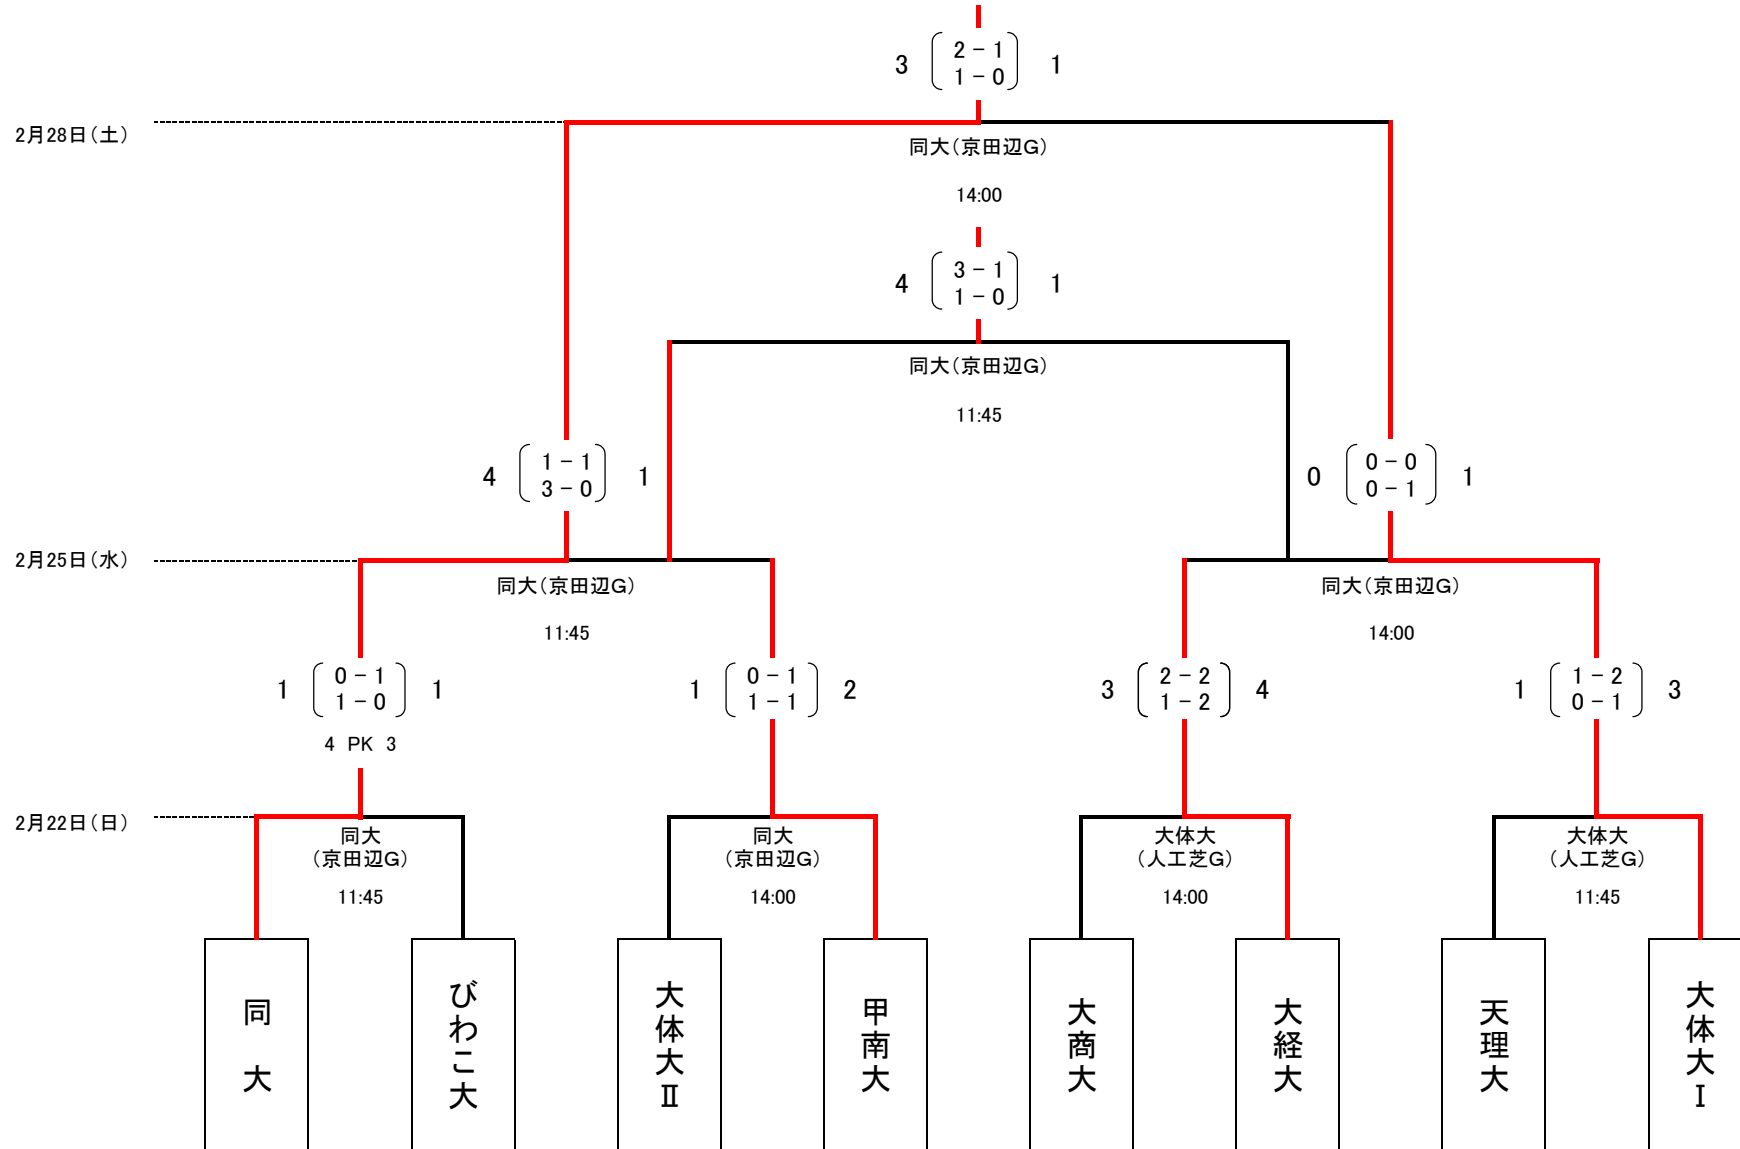 3 2 － 1 1
1 － 0
2月28日（土）
同大（京田辺G）
14:00
4 3 － 1 1
1 － 0
同大（京田辺G）
11:45
4 1 － 1 1
3 － 0
0 0 － 0 1
0 － 1
2月25日（水）
同大（京田辺G）
11:45
同大（京田辺G）
14:00
1 0 － 1 1
1 － 0
4 PK 3
1 0 － 1 2
1 － 1
3 2 － 2 4
1 － 2
1 1 － 2 3
0 － 1
2月22日（日）
同大
（京田辺G）
11:45
同大
（京田辺G）
14:00
大体大
（人工芝G）
14:00
大体大
（人工芝G）
11:45
同 大
びわこ大
大体大Ⅱ
甲南大
大商大
大経大
天理大
大体大Ⅰ